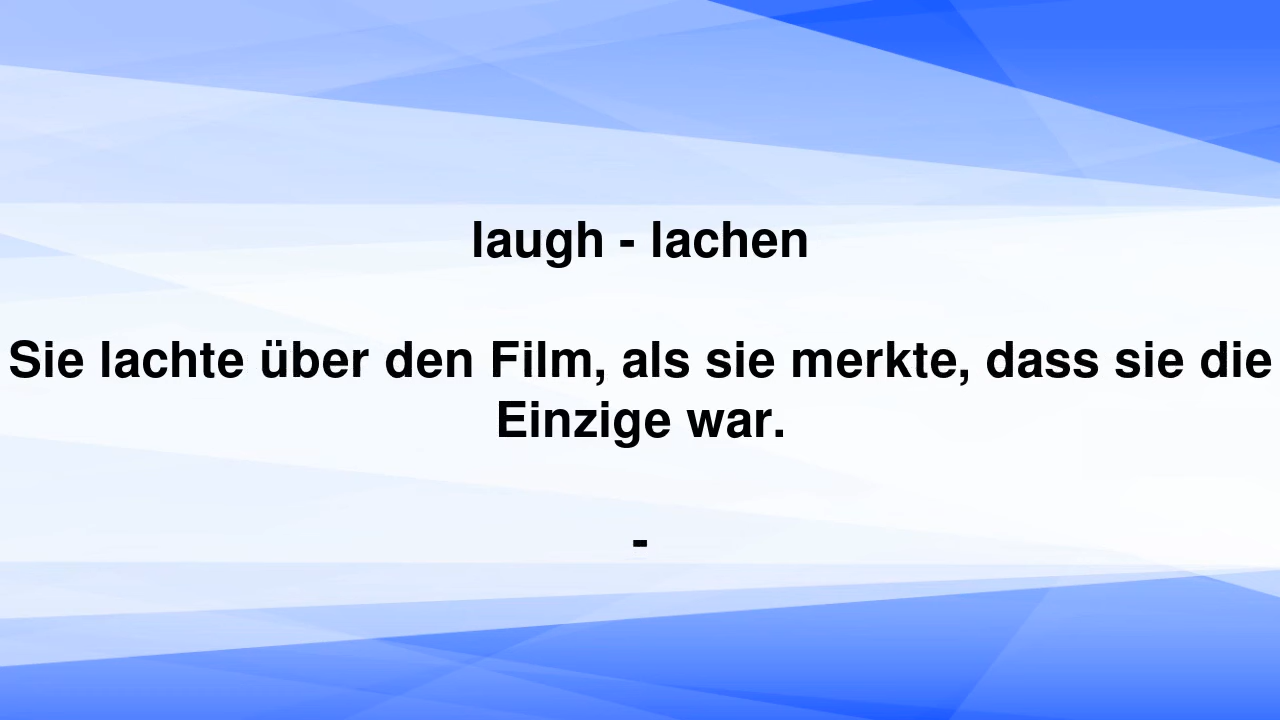 laugh - lachen
Sie lachte über den Film, als sie merkte, dass sie die
Einzige war.
-